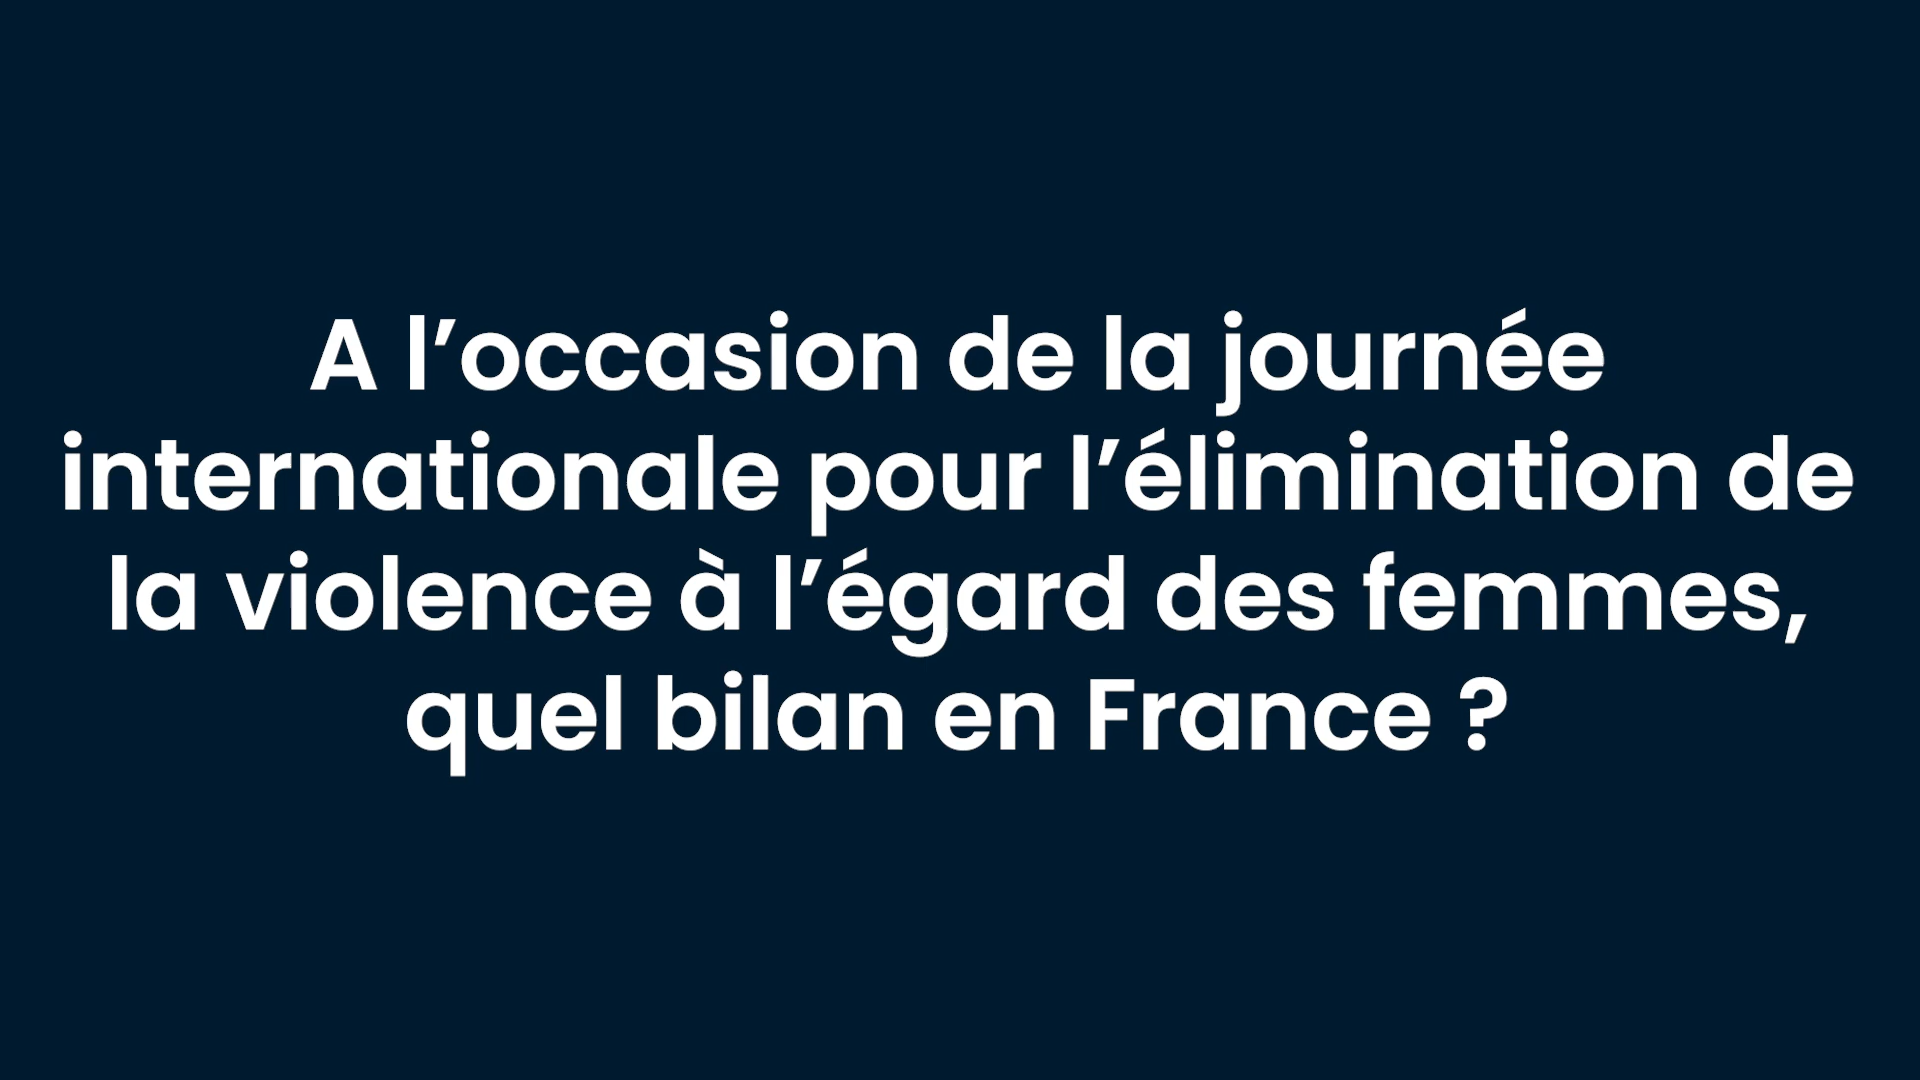 A l’occasion de la journée
internationale pour l’élimination de
la violence à l’égard des femmes,
quel bilan en France ?